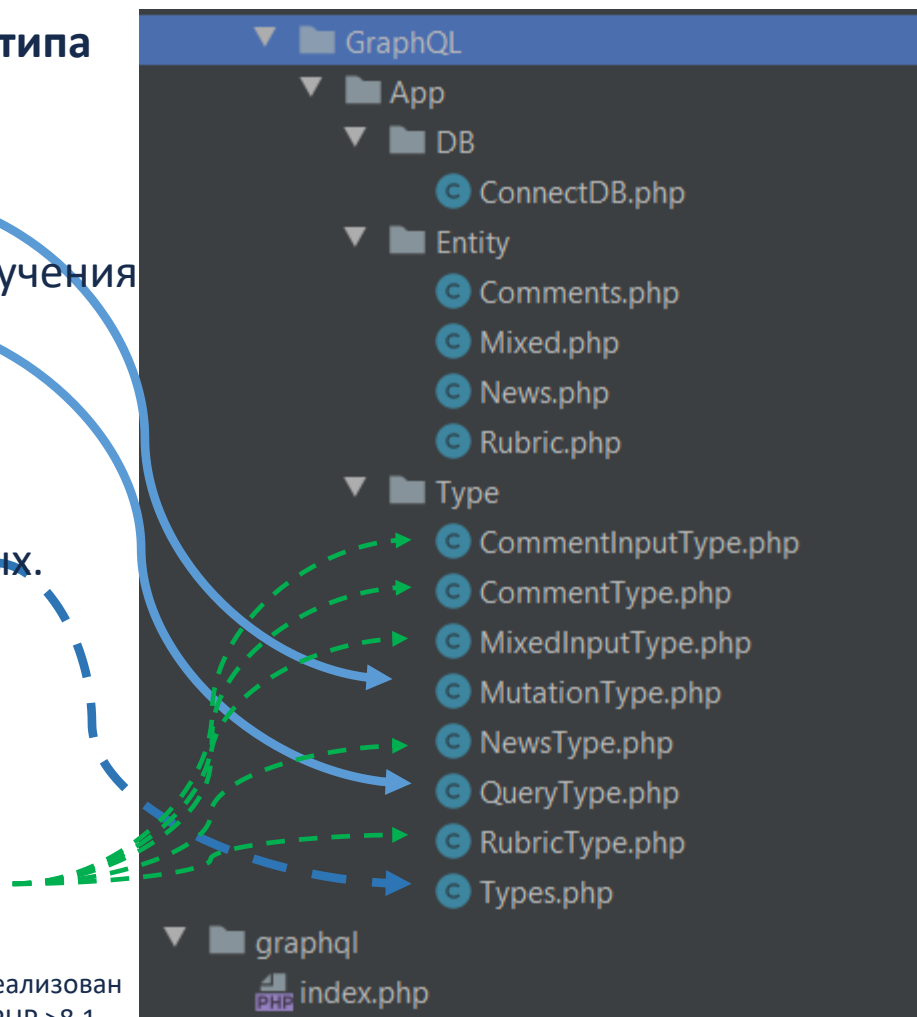 типа
GraphQL
App
DB
ConnectDB.php
Entity
Comments.php
Mixed.php
News.php
Rubric.php
Type
CommentInputType.php
CommentType.php
MixedInputType.php
MutationType.php
NewsType.php
QueryType.php
RubricType.php
Types.php
graphql
index.php
учения
ых.
еализован
PHP >8.1